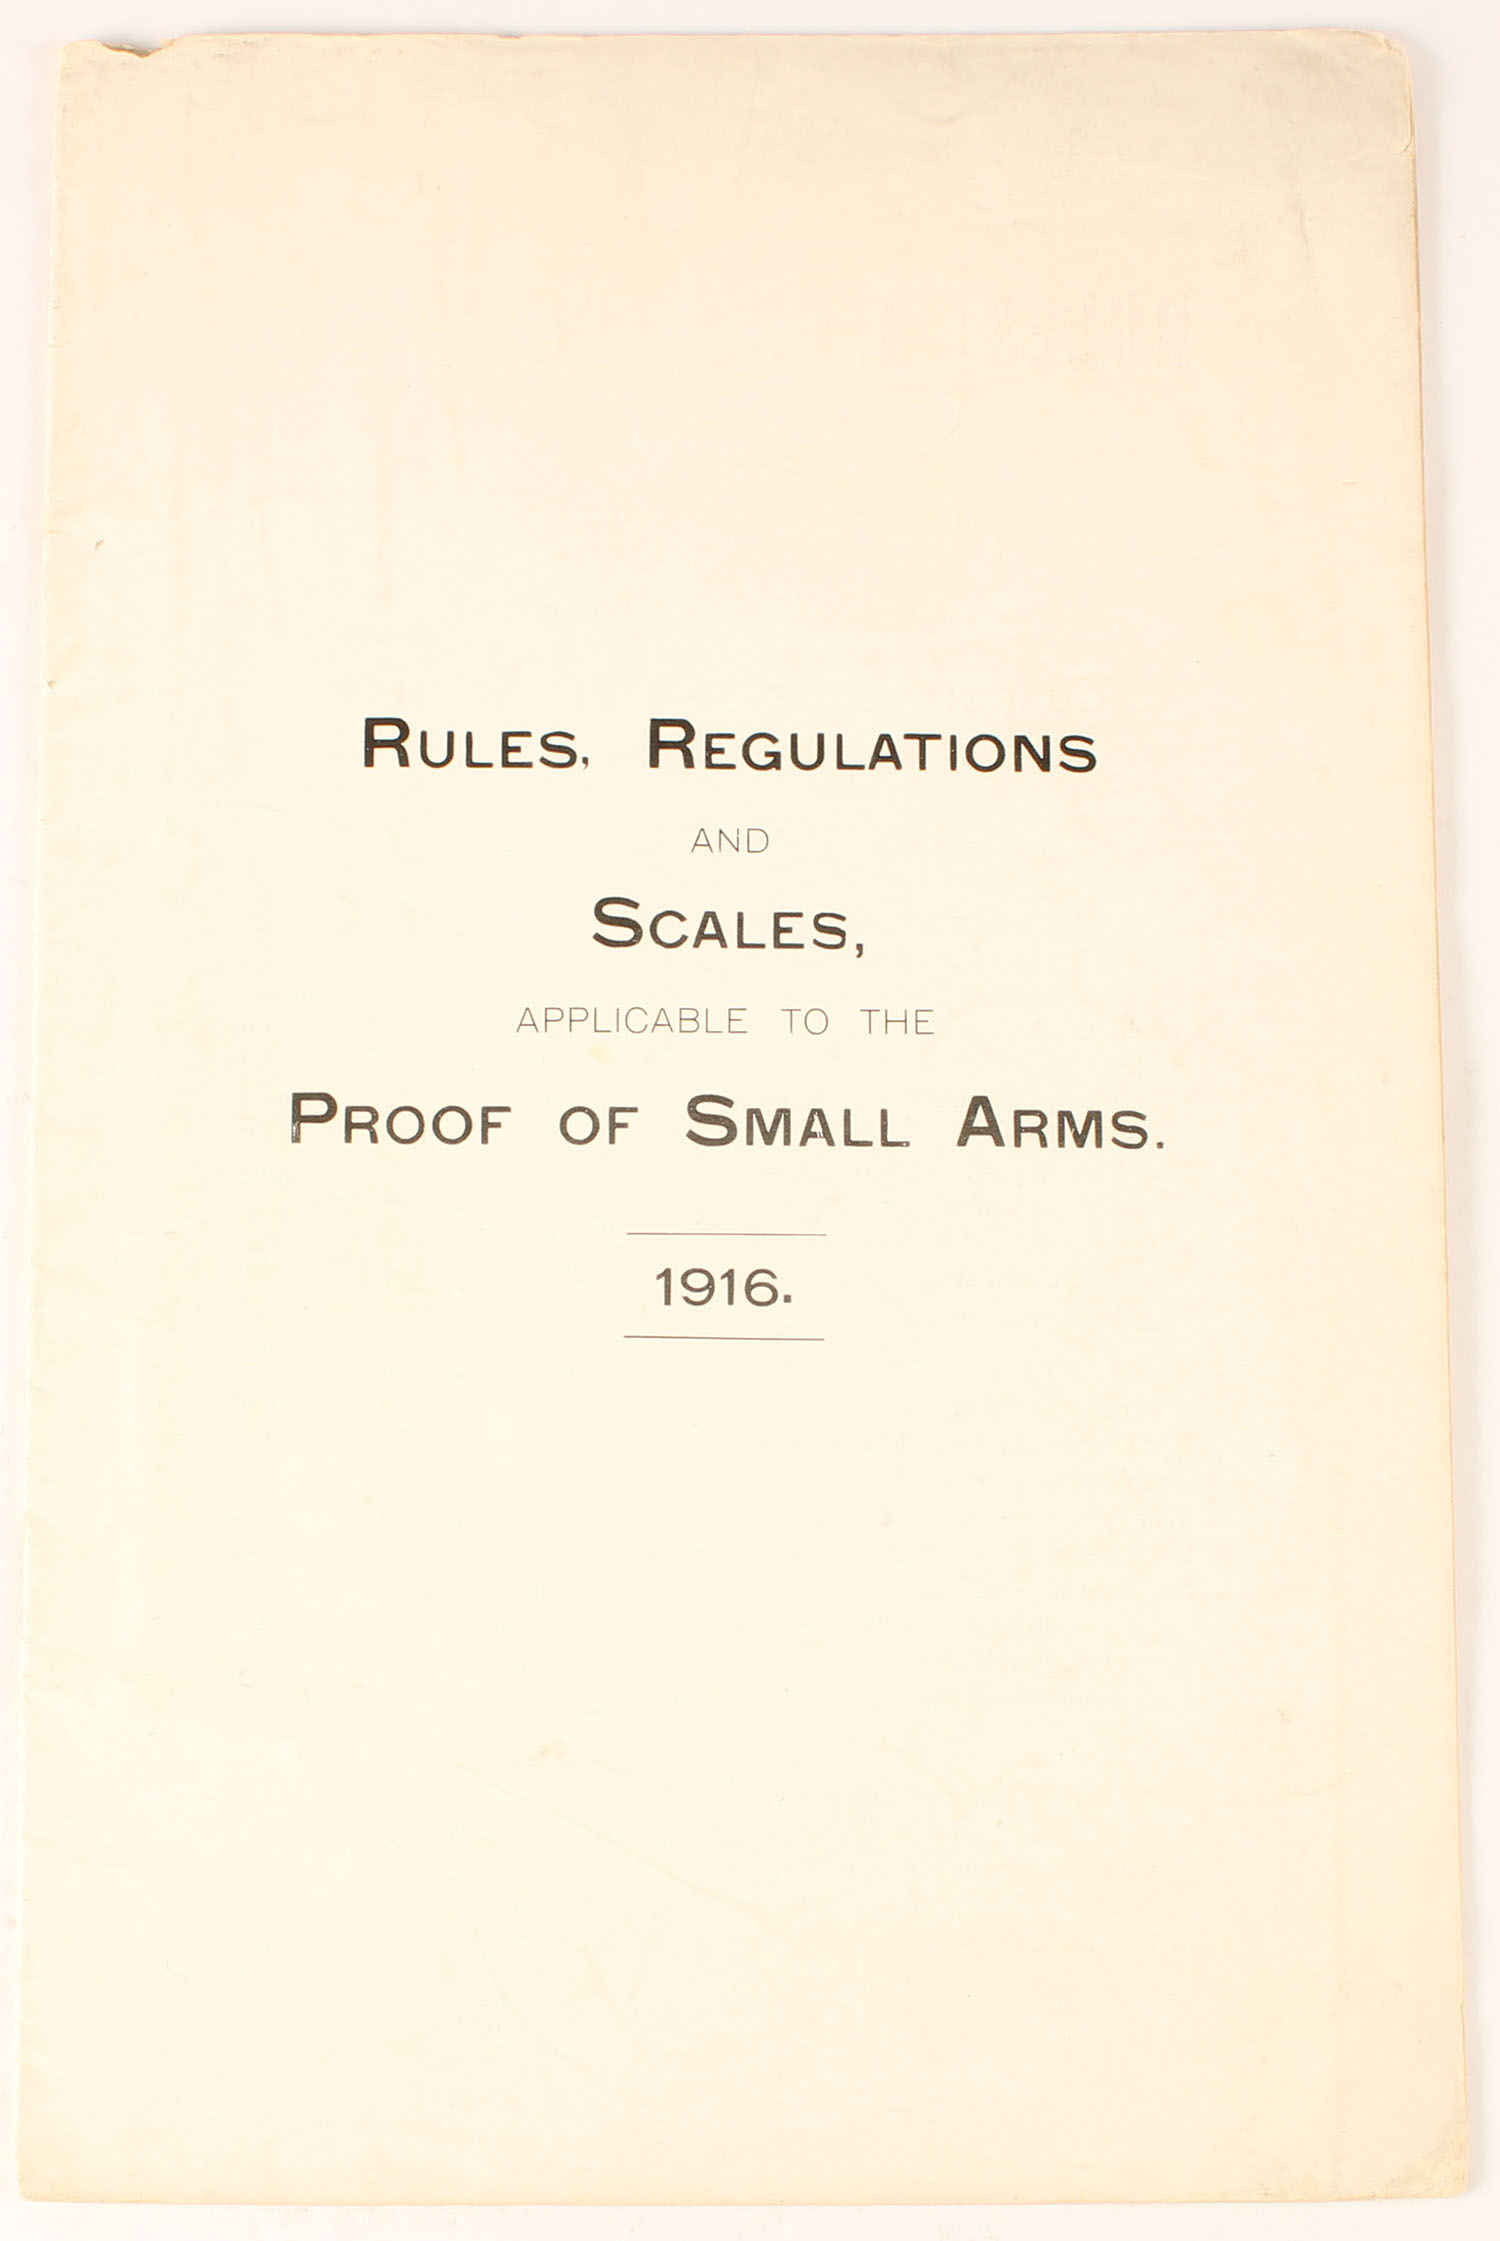 RULES, REGULATIONS
AND
SCALES,
APPLICABLE TO THE
PROOF OF SMALL ARMS.
1916.